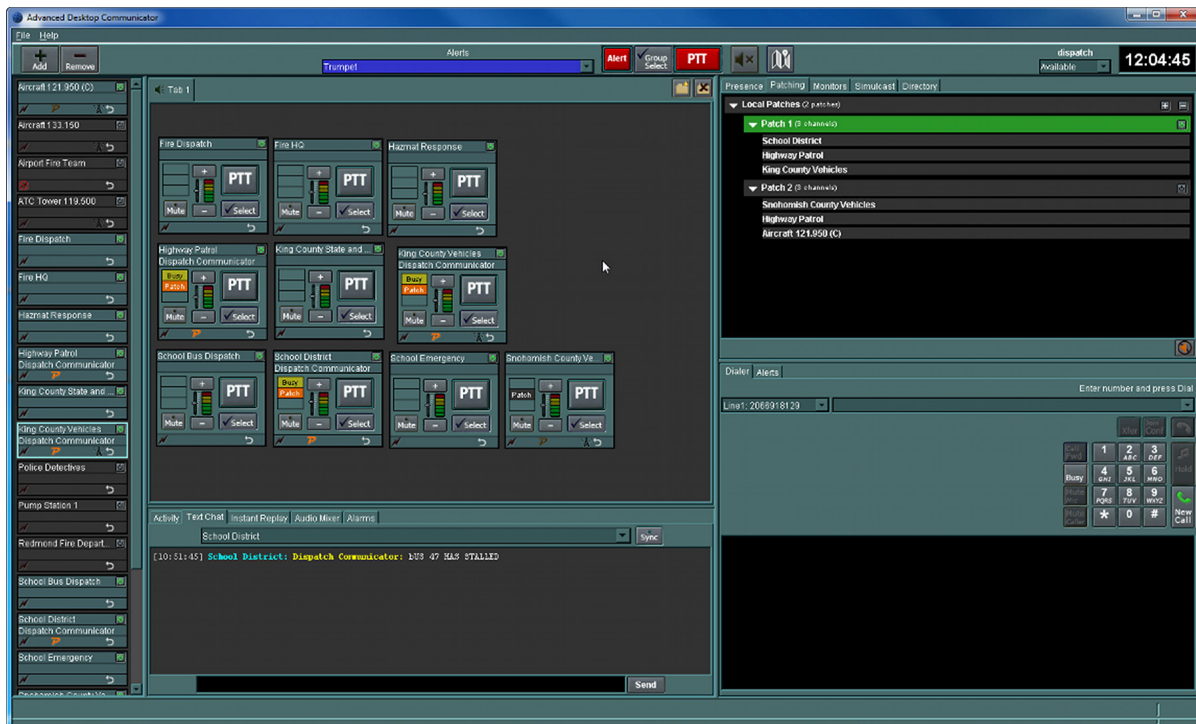 Advanced Desktop Communicator
File Help
Add Remove
Alerts
Trumpet
Alert
Group Select
PTT
dispatch
Available
12:04:45
Aircraft 121.950 (C)
Aircraft 133.150
Airport Fire Team
ATC Tower 119.500
Fire Dispatch
Fire HQ
Hazmat Response
Highway Patrol
Dispatch Communicator
King County State and ...
King County Vehicles
Dispatch Communicator
Police Detectives
Pump Station 1
Redmond Fire Depart...
School Bus Dispatch
School District
Dispatch Communicator
School Emergency
Snohomish County Ve...
Tab 1
Fire Dispatch
PTT
Mute Select
Fire HQ
PTT
Mute Select
Hazmat Response
PTT
Mute Select
Highway Patrol
Dispatch Communicator
Busy
Patch
PTT
Mute Select
King County State and ...
PTT
Mute Select
King County Vehicles
Dispatch Communicator
Busy
Patch
PTT
Mute Select
School Bus Dispatch
PTT
Mute Select
School District
Dispatch Communicator
Busy
Patch
PTT
Mute Select
School Emergency
PTT
Mute Select
Snohomish County Ve...
Patch
PTT
Mute Select
Activity Text Chat Instant Replay Audio Mixer Alarms
School District
Sync
[10:51:45] School District: Dispatch Communicator: bUS 47 HAS STALLED
Send
Presence Patching Monitors Simulcast Directory
Local Patches (2 patches)
Patch 1 (3 channels)
School District
Highway Patrol
King County Vehicles
Patch 2 (3 channels)
Snohomish County Vehicles
Highway Patrol
Aircraft 121.950 (C)
Dialer Alerts
Enter number and press Dial
Line1: 2066918129
Xfer Conf
Call Fwd 1 2 ABC 3 DEF
Busy 4 GHI 5 JKL 6 MNO Hold
Mute 7 PQRS 8 TUV 9 WXYZ
Mute * 0 # New Call